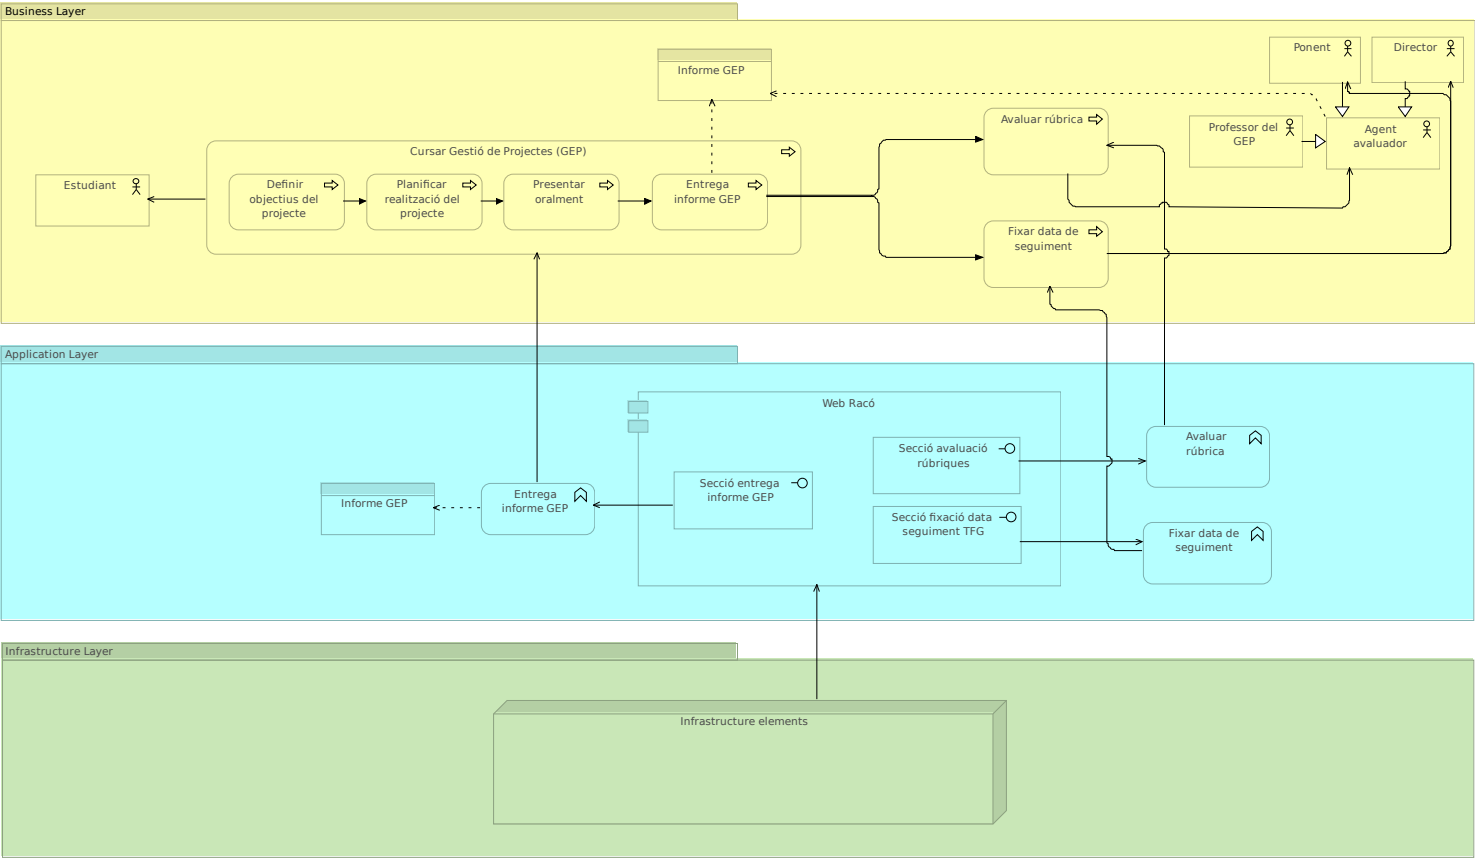 Business Layer
Informe GEP
Ponent
Director
Avaluar rúbrica
Professor del
GEP
Agent
avaluador
Cursar Gestió de Projectes (GEP)
Estudiant
Definir
objectius del
projecte
Planificar
realització del
projecte
Presentar
oralment
Entrega
informe GEP
Fixar data de
seguiment
Application Layer
Web Racó
Informe GEP
Entrega
informe GEP
Secció entrega
informe GEP
Secció avaluació
rúbriques
Secció fixació data
seguiment TFG
Avaluar
rúbrica
Fixar data de
seguiment
Infrastructure Layer
Infrastructure elements